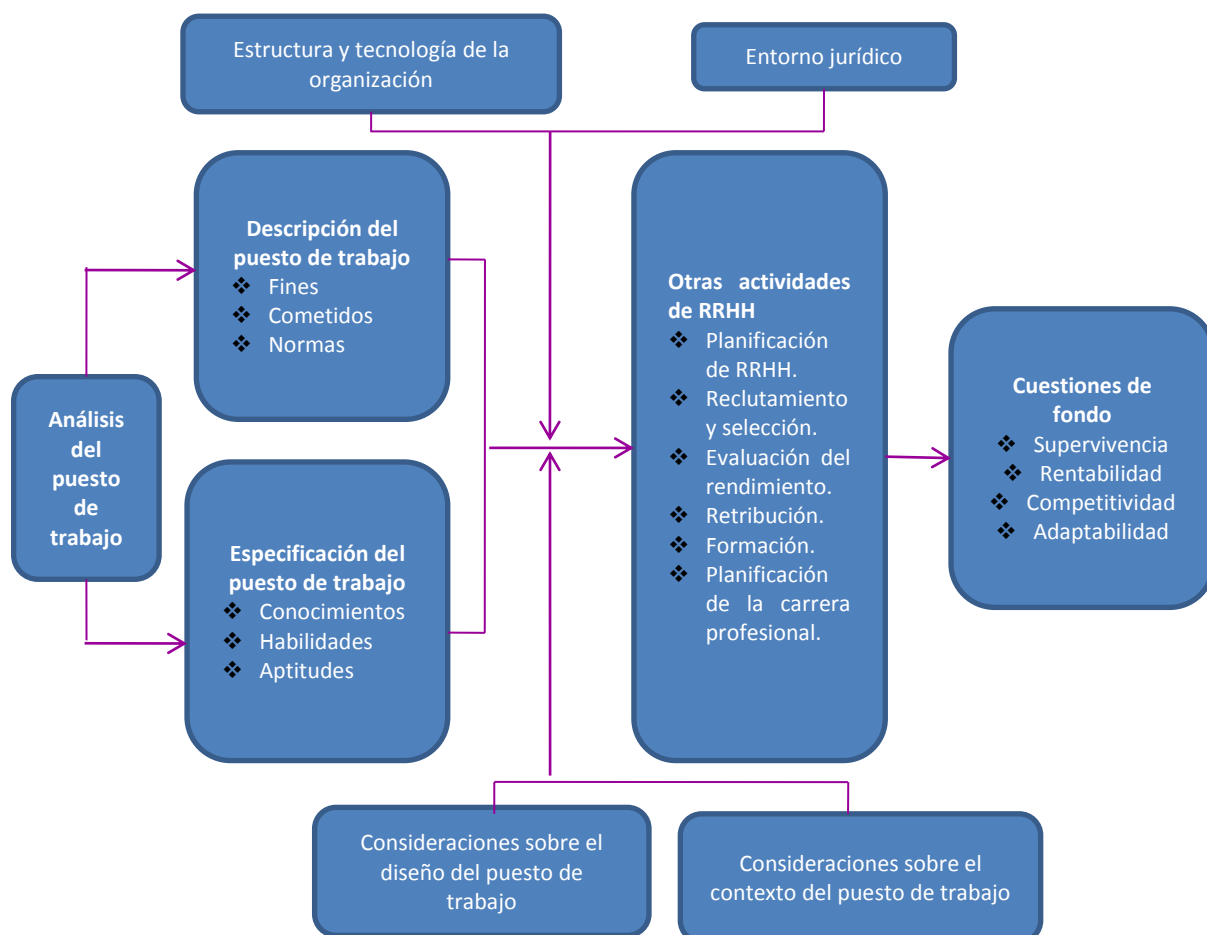 Estructura y tecnología de la
organización
Entorno jurídico
Descripción del
puesto de trabajo
❖ Fines
❖ Cometidos
❖ Normas
Análisis
del
puesto
de
trabajo
Especificación del
puesto de trabajo
❖ Conocimientos
❖ Habilidades
❖ Aptitudes
Otras actividades
de RRHH
❖ Planificación
de RRHH.
❖ Reclutamiento
y selección.
❖ Evaluación del
rendimiento.
❖ Retribución.
❖ Formación.
❖ Planificación
de la carrera
profesional.
Cuestiones de
fondo
❖ Supervivencia
❖ Rentabilidad
❖ Competitividad
❖ Adaptabilidad
Consideraciones sobre el
diseño del puesto de
trabajo
Consideraciones sobre el
contexto del puesto de trabajo